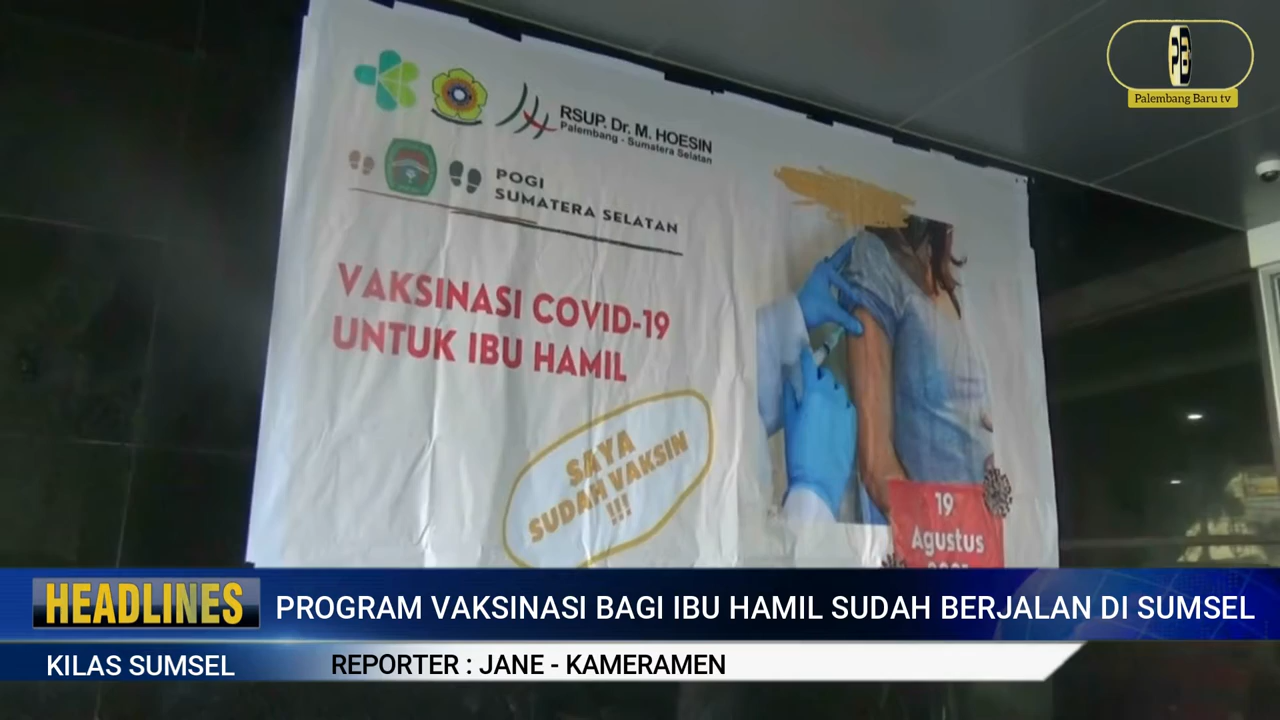 PB
Palembang Baru tv
RSUP. Dr. M. HOESIN
Palembang - Sumatera Selatan
POGI
SUMATERA SELATAN
VAKSINASI COVID-19
UNTUK IBU HAMIL
SAYA
SUDAH VAKSIN
!!!
19
Agustus
HEADLINES
PROGRAM VAKSINASI BAGI IBU HAMIL SUDAH BERJALAN DI SUMSEL
KILAS SUMSEL
REPORTER : JANE - KAMERAMEN